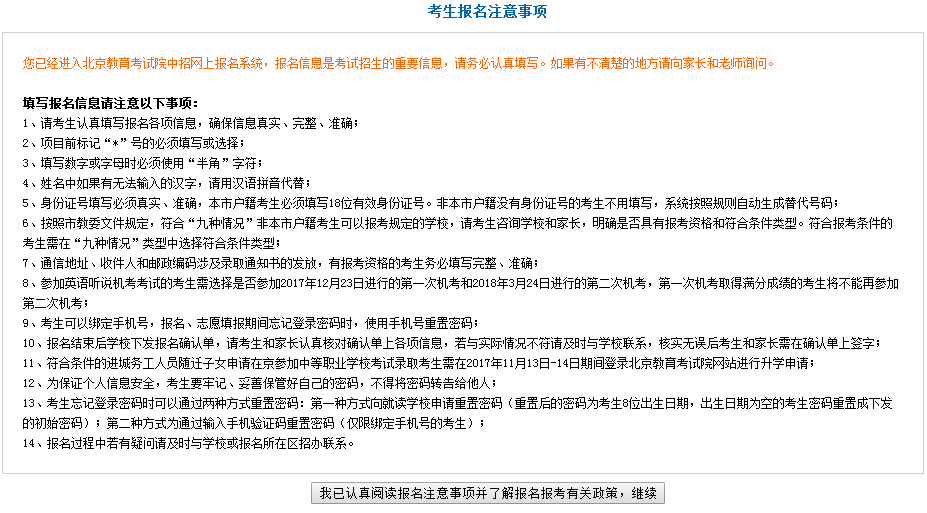 考生报名注意事项
您已经进入北京教育考试院中招网上报名系统，报名信息是考试招生的重要信息，请务必认真填写。如果有不清楚的地方请向家长和老师询问。
填写报名信息请注意以下事项：
1、请考生认真填写报名各项信息，确保信息真实、完整、准确；
2、项目前标记“*”号的必须填写或选择；
3、填写数字或字母时必须使用“半角”字符；
4、姓名中如果有无法输入的汉字，请用汉语拼音代替；
5、身份证号填写必须真实、准确，本市户籍考生必须填写18位有效身份证号。非本市户籍没有身份证号的考生不用填写，系统按照规则自动生成替代号码；
6、按照市教委文件规定，符合“九种情况”非本市户籍考生可以报考规定的学校，请考生咨询学校和家长，明确是否具有报考资格和符合条件类型。符合报考条件的
考生需在“九种情况”类型中选择符合条件类型；
7、通信地址、收件人和邮政编码涉及录取通知书的发放，有报考资格的考生务必填写完整、准确；
8、参加英语听说机考考试的考生需选择是否参加2017年12月23日进行的第一次机考和2018年3月24日进行的第二次机考，第一次机考取得满分成绩的考生将不能再参加
第二次机考；
9、考生可以绑定手机号，报名、志愿填报期间忘记登录密码时，使用手机号重置密码；
10、报名结束后学校下发报名确认单，请考生和家长认真核对确认单上各项信息，若与实际情况不符请及时与学校联系，核实无误后考生和家长需在确认单上签字；
11、符合条件的进城务工人员随迁子女申请在京参加中等职业学校考试录取考生需在2017年11月13日-14日期间登录北京教育考试院网站进行升学申请；
12、为保证个人信息安全，考生要牢记、妥善保管好自己的密码，不得将密码转告给他人；
13、考生忘记登录密码时可以通过两种方式重置密码：第一种方式向就读学校申请重置密码（重置后的密码为考生8位出生日期，出生日期为空的考生密码重置成下发
的初始密码）；第二种方式为通过输入手机验证码重置密码（仅限绑定手机号的考生）；
14、报名过程中若有疑问请及时与学校或报名所在区招办联系。
我已认真阅读报名注意事项并了解报名报考有关政策，继续